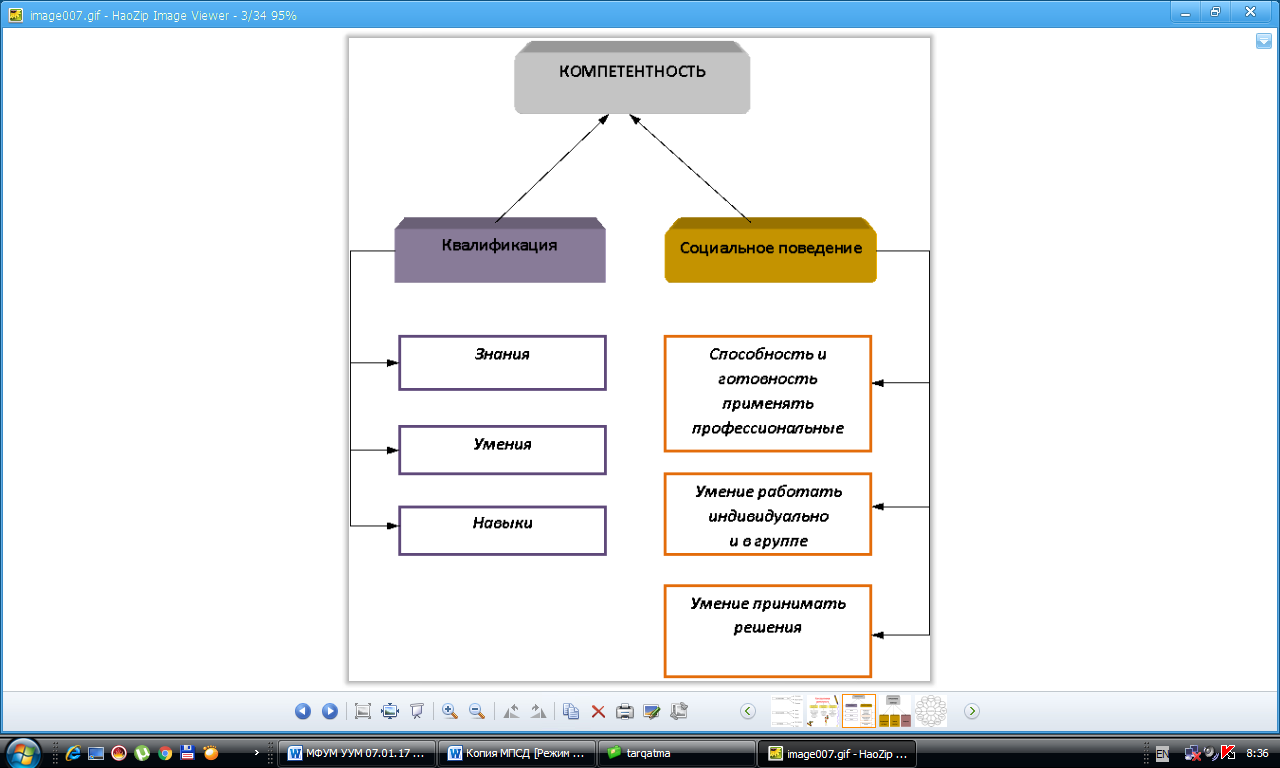 image007.gif - HaoZip Image Viewer - 3/34 95%
КОМПЕТЕНТНОСТЬ
Квалификация
Социальное поведение
Знания
Умения
Навыки
Способность и
готовность
применять
профессиональные
Умение работать
индивидуально
и в группе
Умение принимать
решения
МФУМ УУМ 07.01.17 ...
Копия МПСД [Режим ...
tarqatma
image007.gif - HaoZip ...
EN
8:36